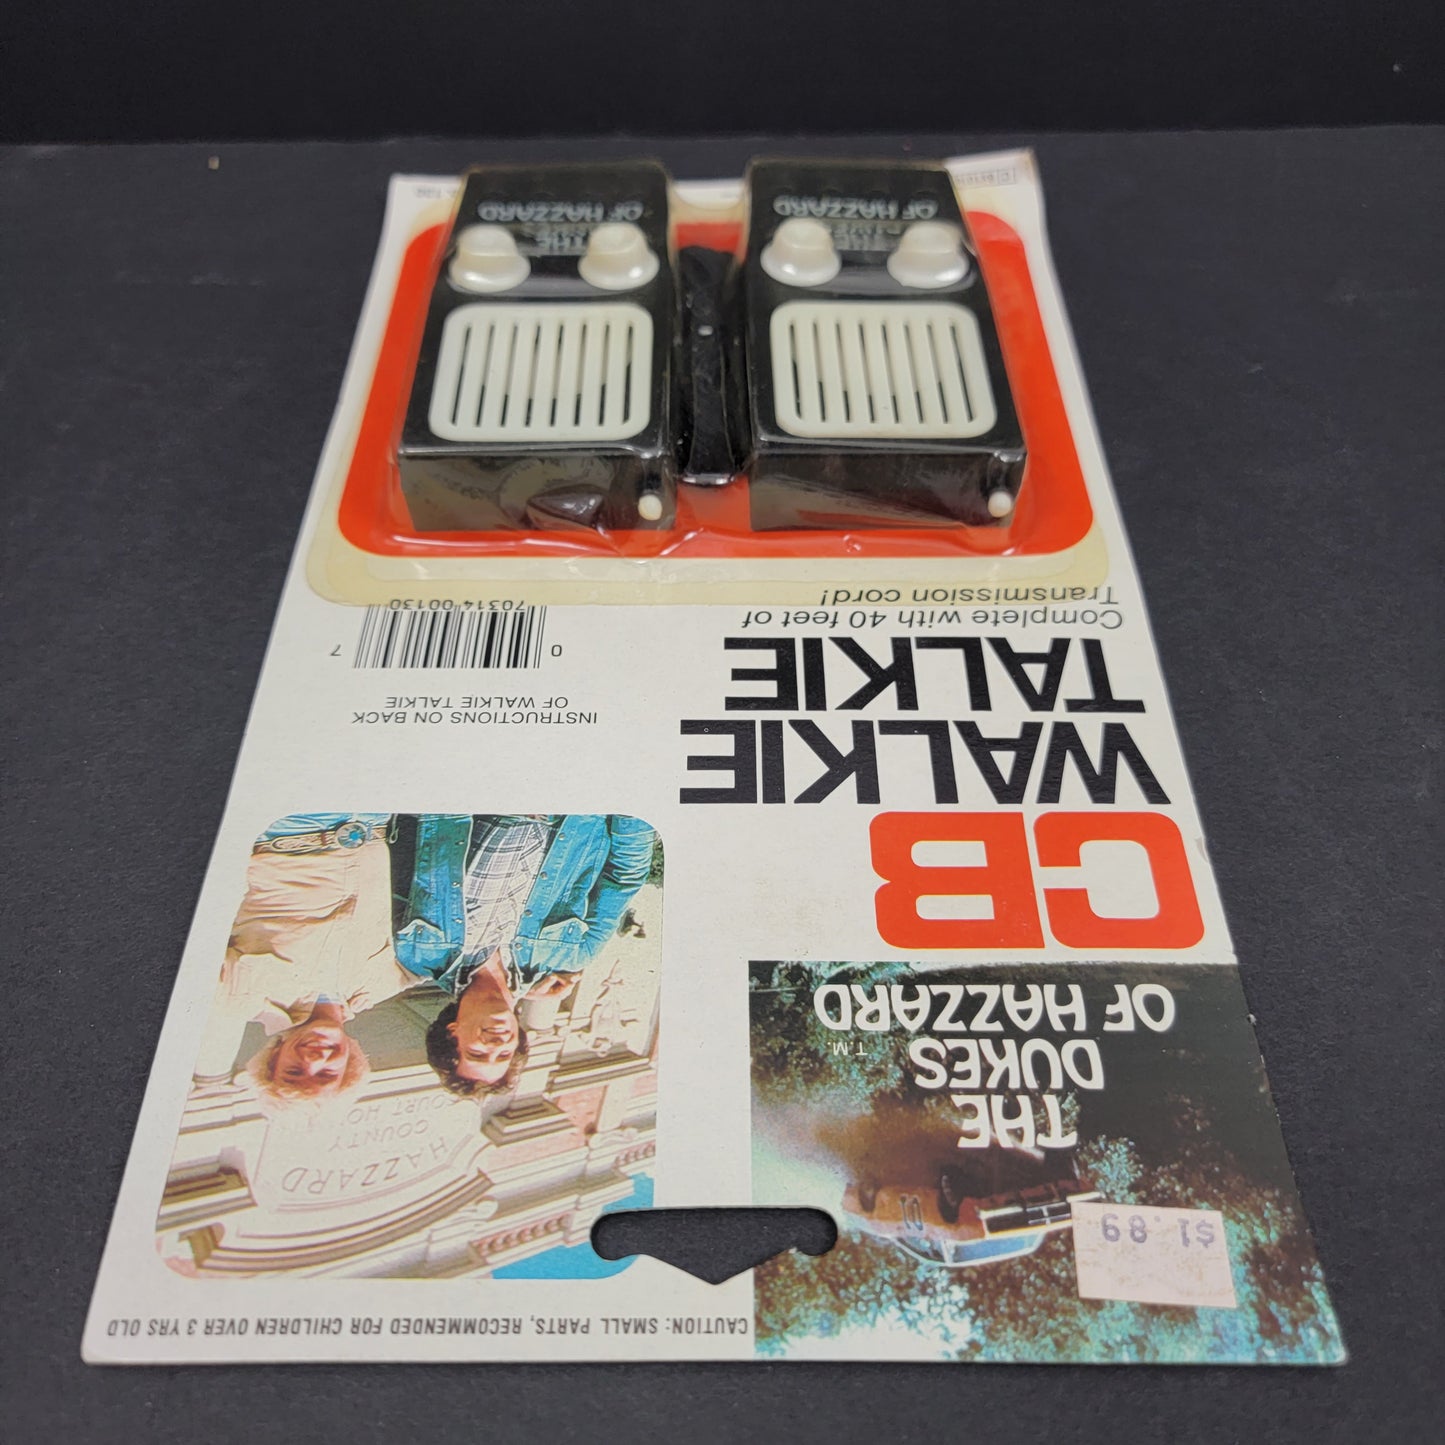 CAUTION: SMALL PARTS, RECOMMENDED FOR CHILDREN OVER 3 YRS OLD
$1.89
THE
DUKES
OF HAZZARD
T.M.
HAZZARD
COUNTY
COURT HO
CB
WALKIE
TALKIE
Complete with 40 feet of
Transmission cord!
INSTRUCTIONS ON BACK
OF WALKIE TALKIE
0 70314 00130 7
THE
DUKES
OF HAZZARD
THE
DUKES
OF HAZZARD